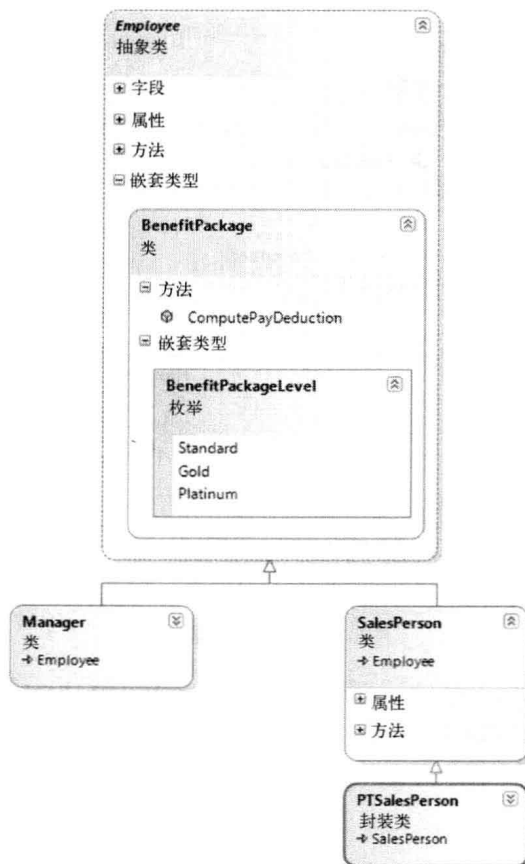 Employee
抽象类
字段
属性
方法
嵌套类型
BenefitPackage
类
方法
ComputePayDeduction
嵌套类型
BenefitPackageLevel
枚举
Standard
Gold
Platinum
Manager
类
Employee
SalesPerson
类
Employee
属性
方法
PTSalesPerson
封装类
SalesPerson